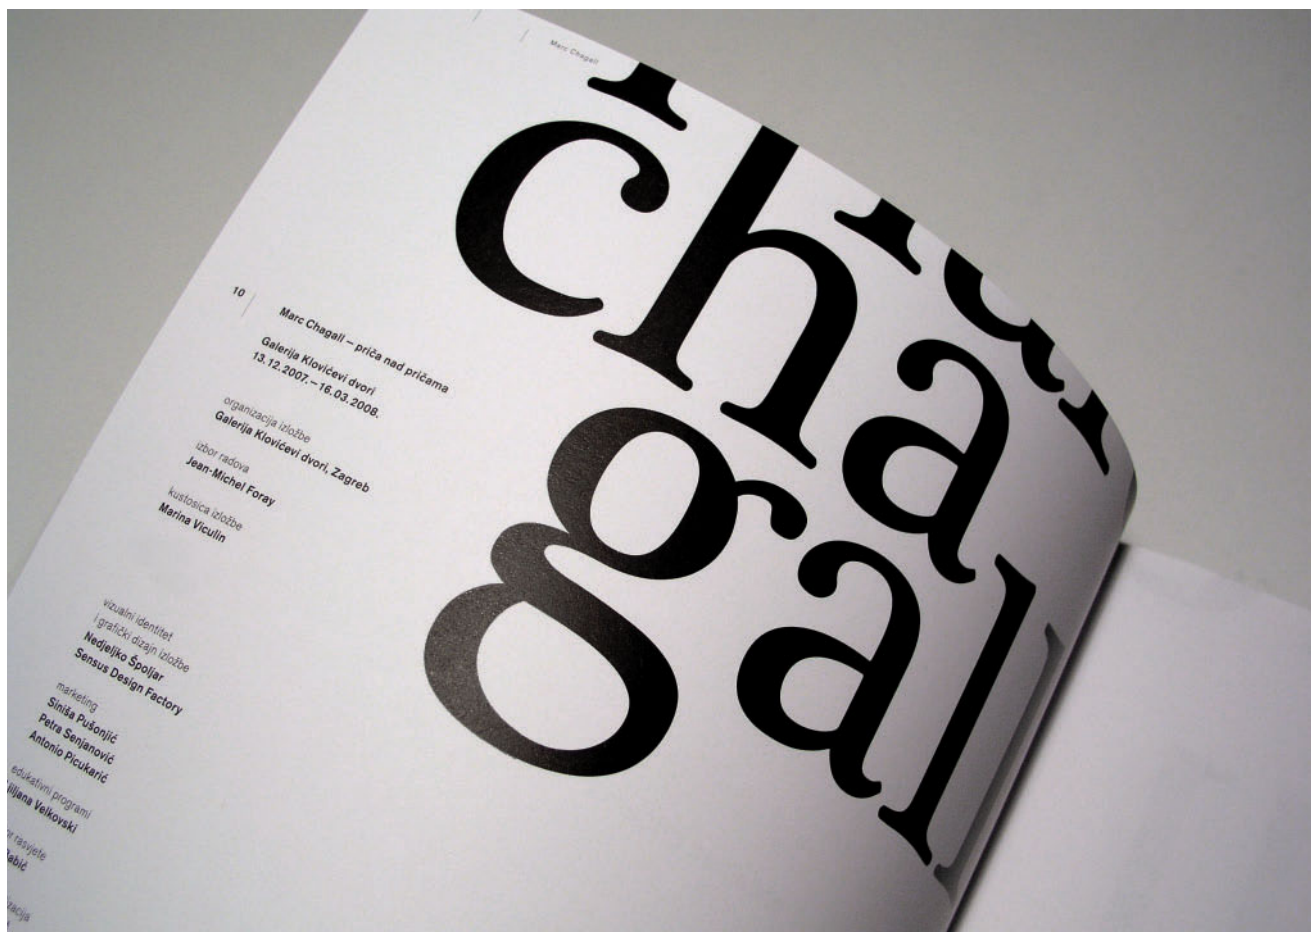 Marc Chagall
cha
gal
10
Marc Chagall – priča nad pričama
Galerija Klovićevi dvori
13.12.2007.–16.03.2008.
organizacija izložbe
Galerija Klovićevi dvori, Zagreb
izbor radova
Jean-Michel Foray
kustosica izložbe
Marina Viculin
vizualni identitet
i grafički dizajn izložbe
Nedjeljko Špoljar
Sensus Design Factory
marketing
Siniša Pušonjić
Petra Senjanović
Antonio Picukarić
edukativni programi
Velkovski
rasvjete